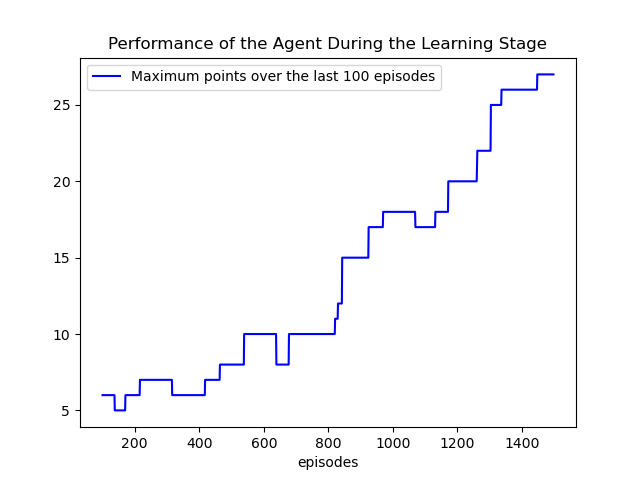 Performance of the Agent During the Learning Stage
Maximum points over the last 100 episodes
25
20
15
10
5
200 400 600 800 1000 1200 1400
episodes